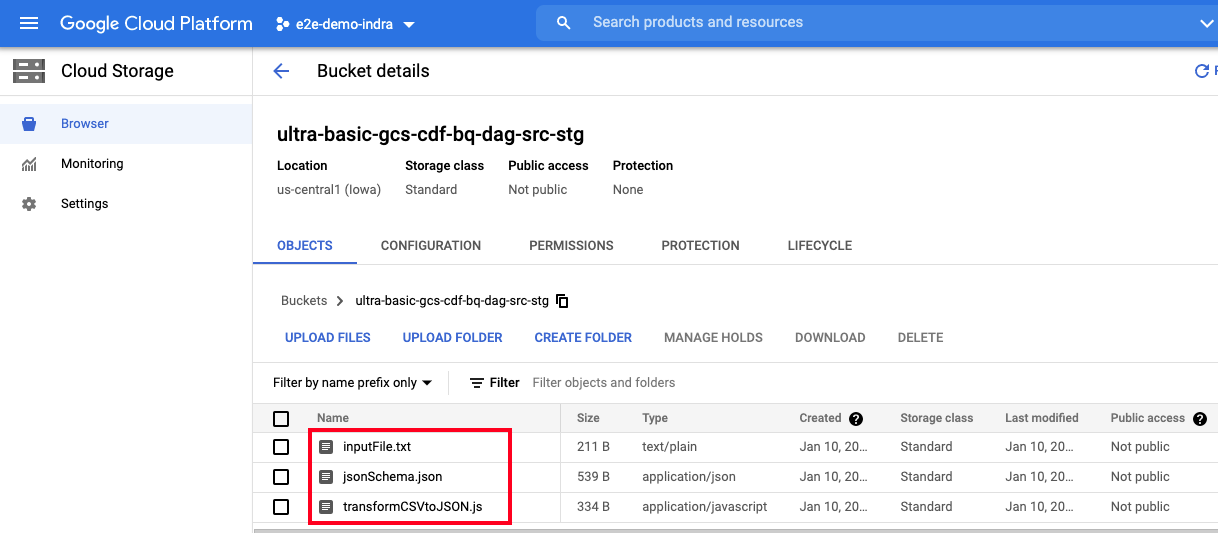 Google Cloud Platform e2e-demo-indra Search products and resources
Cloud Storage Bucket details
Browser
Monitoring
Settings
ultra-basic-gcs-cdf-bq-dag-src-stg
Location Storage class Public access Protection
us-central1 (Iowa) Standard Not public None
OBJECTS CONFIGURATION PERMISSIONS PROTECTION LIFECYCLE
Buckets > ultra-basic-gcs-cdf-bq-dag-src-stg
UPLOAD FILES UPLOAD FOLDER CREATE FOLDER MANAGE HOLDS DOWNLOAD DELETE
Filter by name prefix only Filter Filter objects and folders
Name Size Type Created ? Storage class Last modified Public access ?
inputFile.txt 211 B text/plain Jan 10, 20... Standard Jan 10, 20... Not public
jsonSchema.json 539 B application/json Jan 10, 20... Standard Jan 10, 20... Not public
transformCSVtoJSON.js 334 B application/javascript Jan 10, 20... Standard Jan 10, 20... Not public